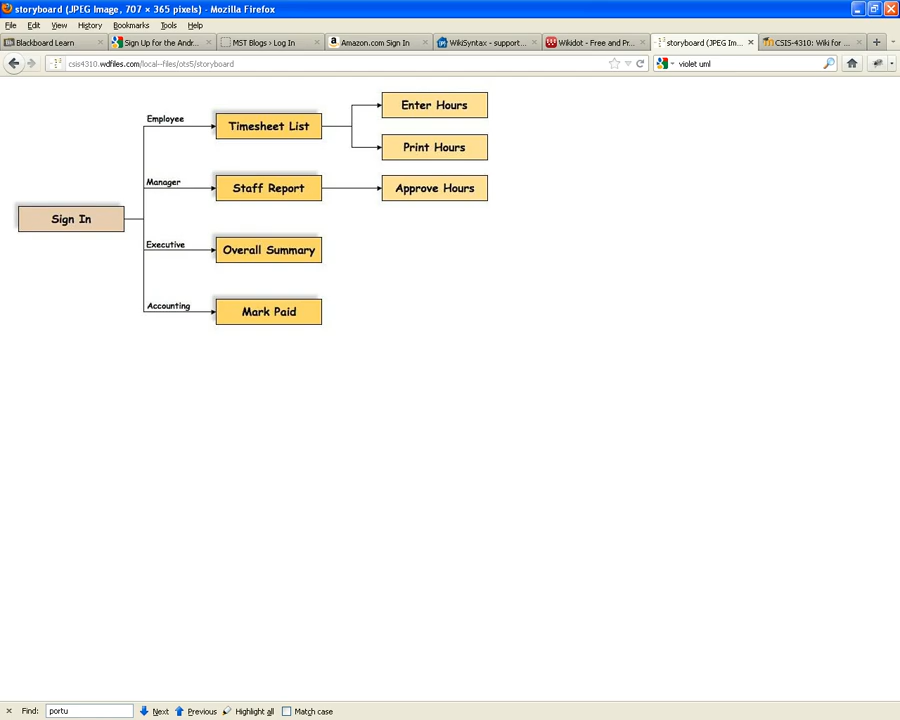 storyboard (JPEG Image, 707 × 365 pixels) - Mozilla Firefox
File Edit View History Bookmarks Tools Help
Blackboard Learn
Sign Up for the Andr...
MST Blogs › Log In
Amazon.com Sign In
WikiSyntax - support...
Wikidot - Free and Pr...
storyboard (JPEG Im...
CSIS-4310: Wiki for ...
csis4310.wdfiles.com/local--files/ots5/storyboard
violet uml
Employee
Timesheet List
Enter Hours
Print Hours
Manager
Staff Report
Approve Hours
Sign In
Executive
Overall Summary
Accounting
Mark Paid
Find: portu Next Previous Highlight all Match case